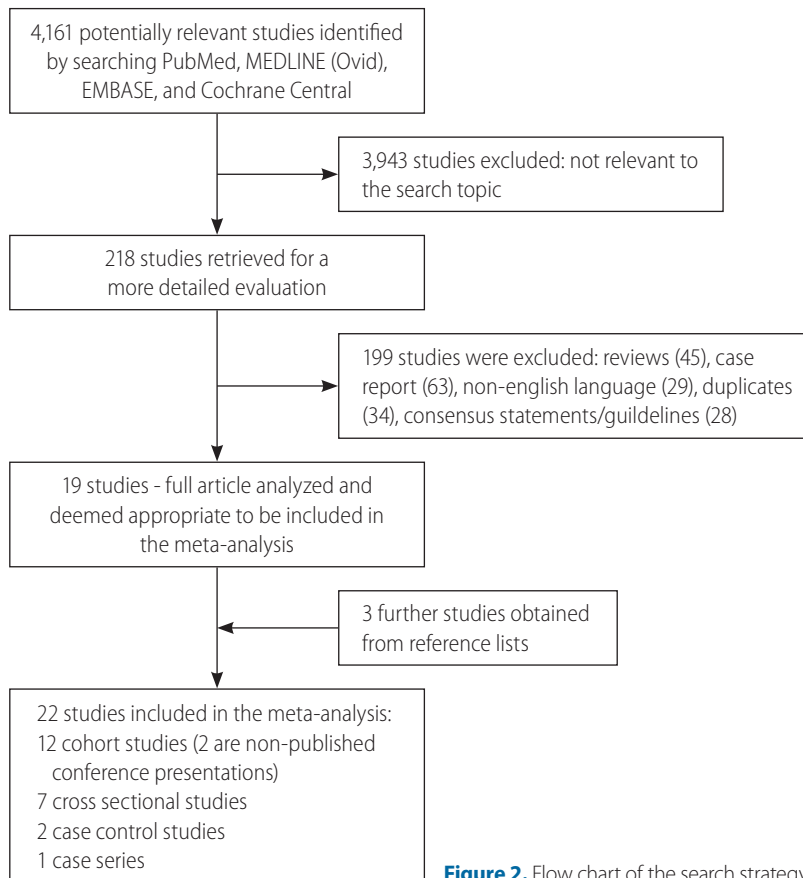 4,161 potentially relevant studies identified
by searching PubMed, MEDLINE (Ovid),
EMBASE, and Cochrane Central
3,943 studies excluded: not relevant to
the search topic
218 studies retrieved for a
more detailed evaluation
199 studies were excluded: reviews (45), case
report (63), non-english language (29), duplicates
(34), consensus statements/guildelines (28)
19 studies - full article analyzed and
deemed appropriate to be included in
the meta-analysis
3 further studies obtained
from reference lists
22 studies included in the meta-analysis:
12 cohort studies (2 are non-published
conference presentations)
7 cross sectional studies
2 case control studies
1 case series
Figure 2. Flow chart of the search strategy